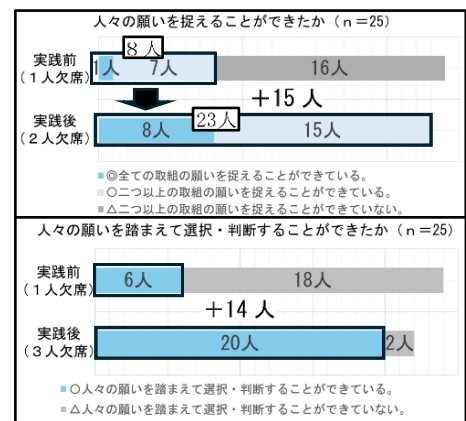 人々の願いを捉えることができたか（ｎ＝25）
8人
実践前
（１人欠席）
1人
7人
16人
＋15 人
23人
実践後
（２人欠席）
8人
15人
◎全ての取組の願いを捉えることができている。
○二つ以上の取組の願いを捉えることができている。
△二つ以上の取組の願いを捉えることができていない。
人々の願いを踏まえて選択・判断することができたか（ｎ＝25）
実践前
（１人欠席）
6人
18人
＋14 人
実践後
（３人欠席）
20人
2人
○人々の願いを踏まえて選択・判断することができている。
△人々の願いを踏まえて選択・判断することができていない。